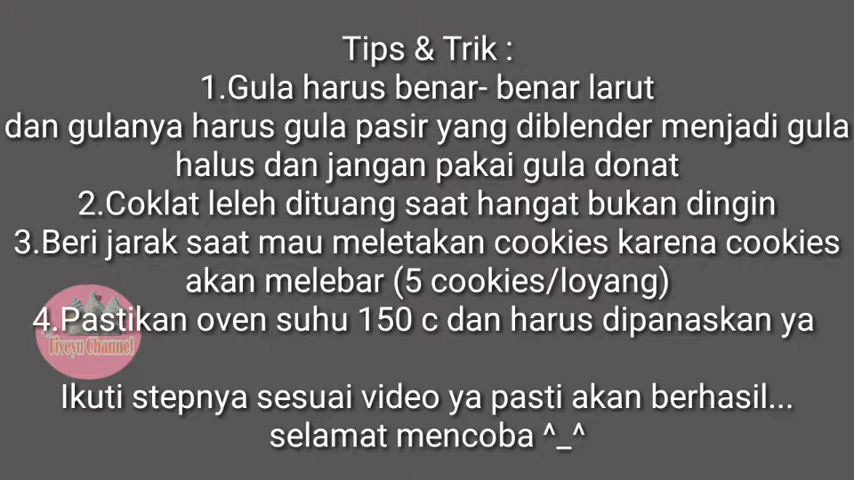 Tips & Trik :
1.Gula harus benar- benar larut
dan gulanya harus gula pasir yang diblender menjadi gula
halus dan jangan pakai gula donat
2.Coklat leleh dituang saat hangat bukan dingin
3.Beri jarak saat mau meletakan cookies karena cookies
akan melebar (5 cookies/loyang)
4.Pastikan oven suhu 150 c dan harus dipanaskan ya
Fiveyu Channel
Ikuti stepnya sesuai video ya pasti akan berhasil...
selamat mencoba ^_^